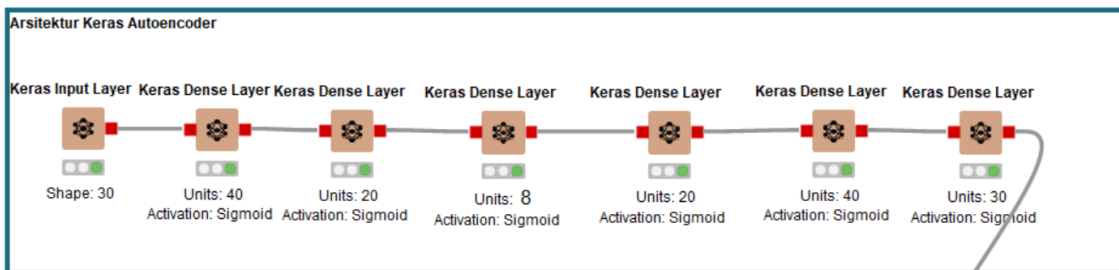 Arsitektur Keras Autoencoder
Keras Input Layer Keras Dense Layer Keras Dense Layer Keras Dense Layer Keras Dense Layer Keras Dense Layer Keras Dense Layer
Shape: 30 Units: 40 Units: 20 Units: 8 Units: 20 Units: 40 Units: 30
Activation: Sigmoid Activation: Sigmoid Activation: Sigmoid Activation: Sigmoid Activation: Sigmoid Activation: Sigmoid